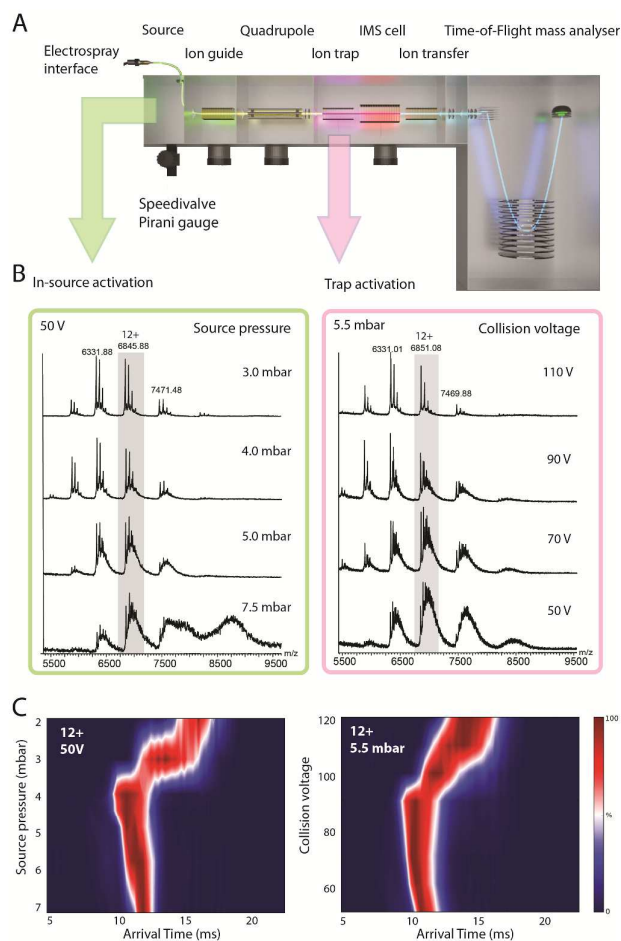 A
Source
Quadrupole
IMS cell
Time-of-Flight mass analyser
Electrospray
interface
Ion guide
Ion trap
Ion transfer
Speedivalve
Pirani gauge
B
In-source activation
Trap activation
50 V
12+
Source pressure
6331.88
6845.88
7471.48
3.0 mbar
4.0 mbar
5.0 mbar
7.5 mbar
5500 6500 7500 8500 9500 m/z
5.5 mbar
12+
Collision voltage
6331.01
6851.08
7469.88
110 V
90 V
70 V
50 V
5500 6500 7500 8500 9500 m/z
C
12+
50V
Source pressure (mbar)
2
3
4
5
6
7
5 10 15 20
Arrival Time (ms)
12+
5.5 mbar
Collision voltage
120
100
80
60
5 10 15 20
Arrival Time (ms)
100
%
0